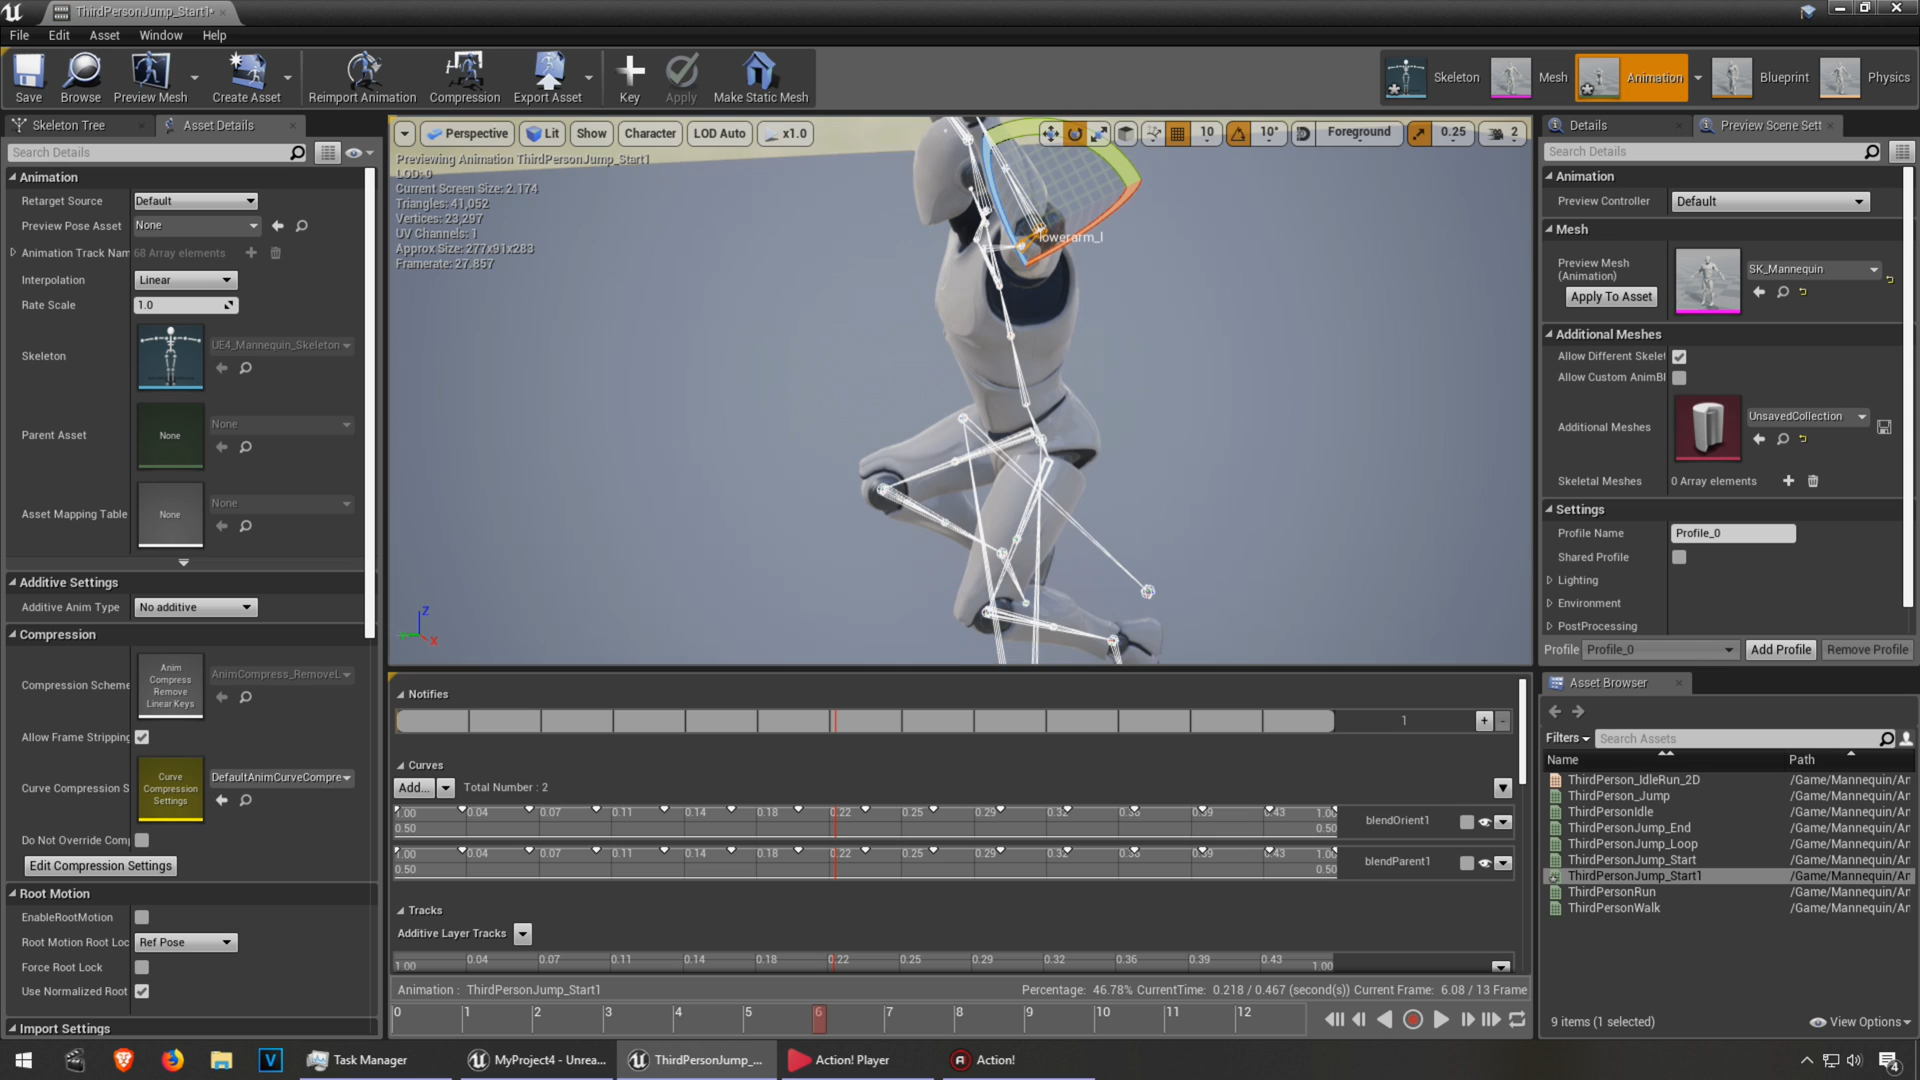 ThirdPersonJump_Start1*
File Edit Asset Window Help
Save Browse Preview Mesh Create Asset Reimport Animation Compression Export Asset Key Apply Make Static Mesh
Skeleton Mesh Animation Blueprint Physics
Skeleton Tree Asset Details
Search Details
Animation
Retarget Source Default
Preview Pose Asset None
Animation Track Nam 68 Array elements
Interpolation Linear
Rate Scale 1.0
Skeleton UE4_Mannequin_Skeleton
Parent Asset None None
Asset Mapping Table None None
Additive Settings
Additive Anim Type No additive
Compression
Compression Scheme
Anim
Compress
Remove
Linear Keys
AnimCompress_RemoveL
Allow Frame Stripping
Curve Compression S
Curve
Compression
Settings
DefaultAnimCurveCompre
Do Not Override Com
Edit Compression Settings
Root Motion
EnableRootMotion
Root Motion Root Loc Ref Pose
Force Root Lock
Use Normalized Root
Import Settings
Perspective Lit Show Character LOD Auto x1.0
10 10° Foreground 0.25 2
Previewing Animation ThirdPersonJump_Start1
LOD: 0
Current Screen Size: 2.174
Triangles: 41,052
Vertices: 23,297
UV Channels: 1
Approx Size: 277x91x283
Framerate: 27.857
lowerarm_l
Z
X
Notifies
1 + -
Curves
Add... Total Number : 2
1.00 0.04 0.07 0.11 0.14 0.18 0.22 0.25 0.29 0.32 0.36 0.39 0.43 1.00
0.50 0.50
blendOrient1
1.00 0.04 0.07 0.11 0.14 0.18 0.22 0.25 0.29 0.32 0.36 0.39 0.43 1.00
0.50 0.50
blendParent1
Tracks
Additive Layer Tracks
1.00 0.04 0.07 0.11 0.14 0.18 0.22 0.25 0.29 0.32 0.36 0.39 0.43 1.00
Animation : ThirdPersonJump_Start1
Percentage: 46.78% CurrentTime: 0.218 / 0.467 (second(s)) Current Frame: 6.08 / 13 Frame
0 1 2 3 4 5 6 7 8 9 10 11 12
Details Preview Scene Sett
Search Details
Animation
Preview Controller Default
Mesh
Preview Mesh
(Animation)
SK_Mannequin
Apply To Asset
Additional Meshes
Allow Different Skelet
Allow Custom AnimBl
Additional Meshes UnsavedCollection
Skeletal Meshes 0 Array elements
Settings
Profile Name Profile_0
Shared Profile
Lighting
Environment
PostProcessing
Profile Profile_0 Add Profile Remove Profile
Asset Browser
Filters Search Assets
Name Path
ThirdPerson_IdleRun_2D /Game/Mannequin/An
ThirdPerson_Jump /Game/Mannequin/An
ThirdPersonIdle /Game/Mannequin/An
ThirdPersonJump_End /Game/Mannequin/An
ThirdPersonJump_Loop /Game/Mannequin/An
ThirdPersonJump_Start /Game/Mannequin/An
ThirdPersonJump_Start1 /Game/Mannequin/An
ThirdPersonRun /Game/Mannequin/An
ThirdPersonWalk /Game/Mannequin/An
9 items (1 selected) View Options
Task Manager MyProject4 - Unrea... ThirdPersonJump_... Action! Player Action!
4